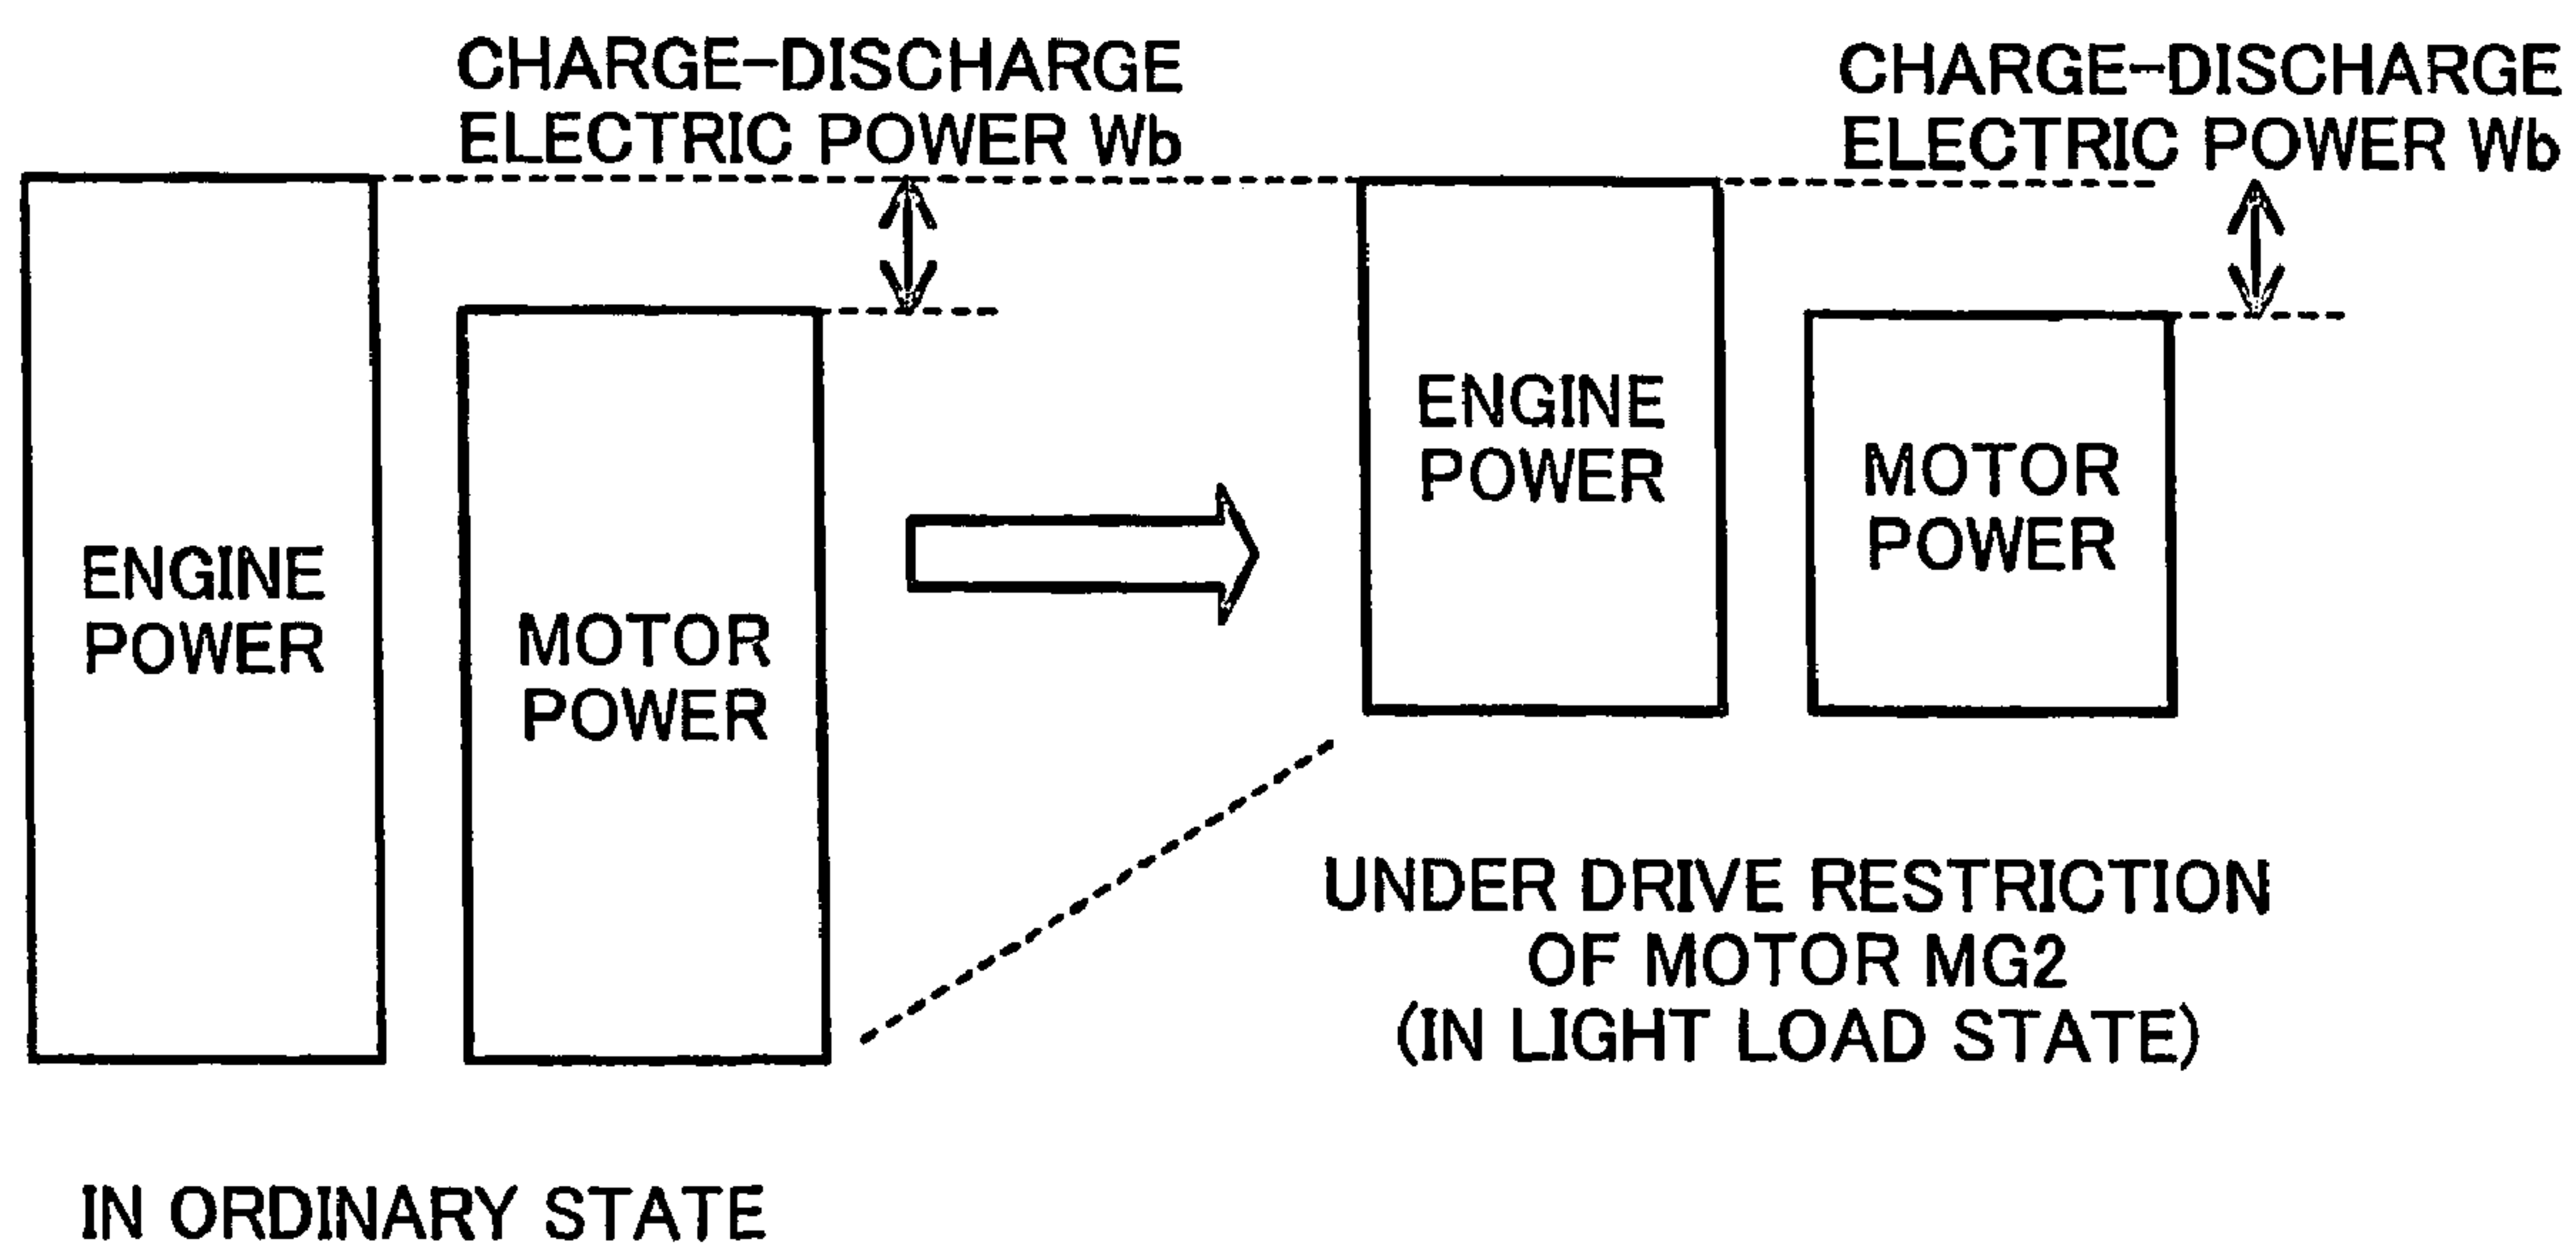 CHARGE-DISCHARGE
ELECTRIC POWER Wb
CHARGE-DISCHARGE
ELECTRIC POWER Wb
ENGINE
POWER
MOTOR
POWER
ENGINE
POWER
MOTOR
POWER
UNDER DRIVE RESTRICTION
OF MOTOR MG2
(IN LIGHT LOAD STATE)
IN ORDINARY STATE